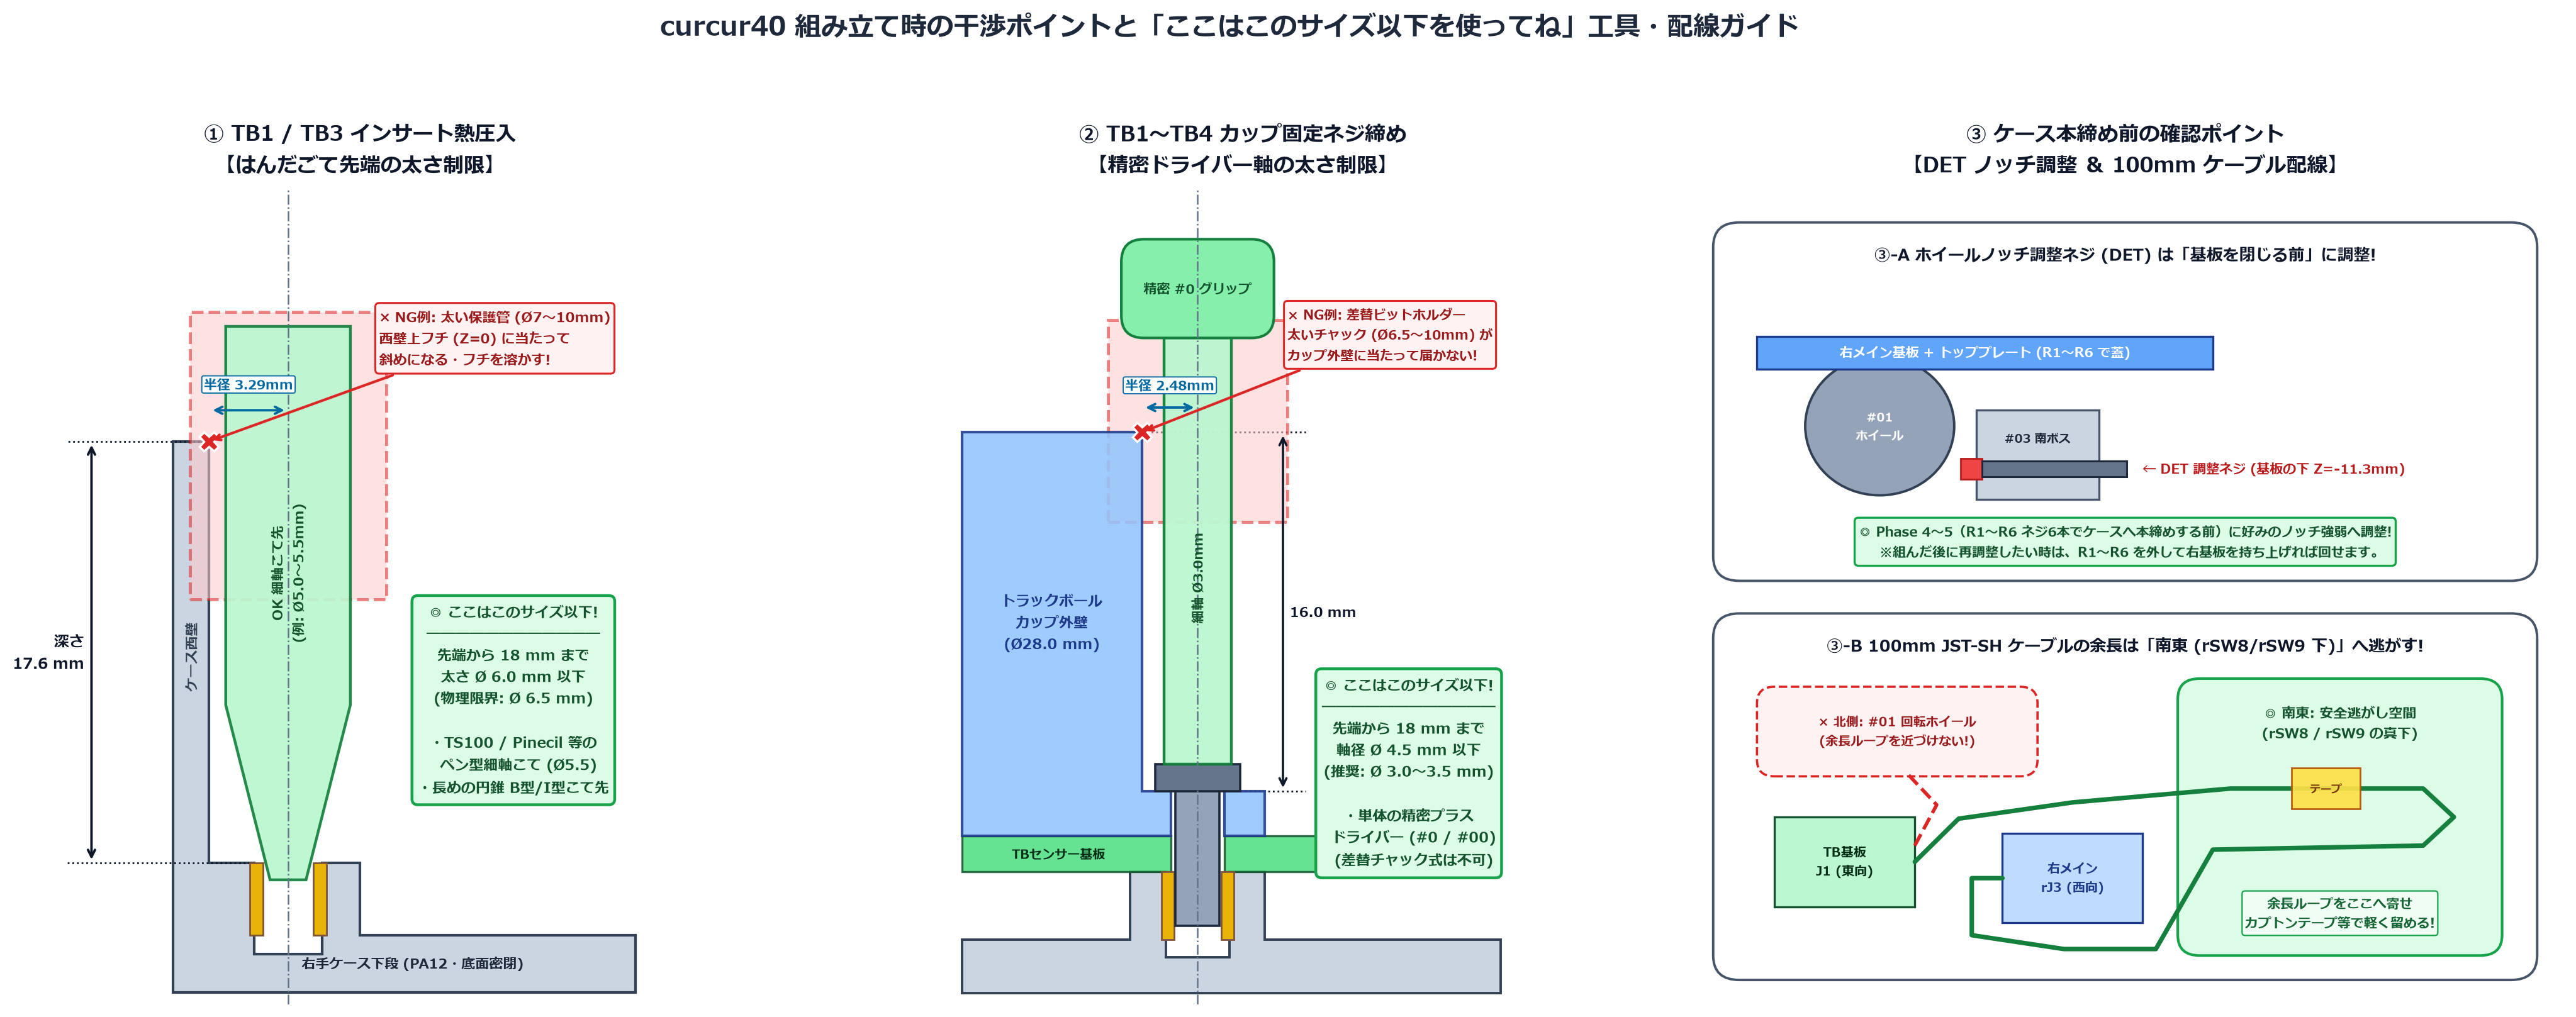 curcur40 組み立て時の干渉ポイントと「ここはこのサイズ以下を使ってね」工具・配線ガイド
① TB1 / TB3 インサート熱圧入
【はんだごて先端の太さ制限】
× NG例: 太い保護管 (Ø7～10mm)
西壁上フチ (Z=0) に当たって
斜めになる・フチを溶かす!
半径 3.29mm
OK 細軸こて先
(例: Ø5.0～5.5mm)
ケース西壁
深さ
17.6 mm
◎ ここはこのサイズ以下!
先端から 18 mm まで
太さ Ø 6.0 mm 以下
(物理限界: Ø 6.5 mm)
・TS100 / Pinecil 等の
ペン型細軸こて (Ø5.5)
・長めの円錐 B型/I型こて先
右手ケース下段 (PA12・底面密閉)
② TB1～TB4 カップ固定ネジ締め
【精密ドライバー軸の太さ制限】
精密 #0 グリップ
× NG例: 差替ビットホルダー
太いチャック (Ø6.5～10mm) が
カップ外壁に当たって届かない!
半径 2.48mm
細軸 Ø3.0mm
トラックボール
カップ外壁
(Ø28.0 mm)
16.0 mm
◎ ここはこのサイズ以下!
先端から 18 mm まで
軸径 Ø 4.5 mm 以下
(推奨: Ø 3.0～3.5 mm)
・単体の精密プラス
ドライバー (#0 / #00)
(差替チャック式は不可)
TBセンサー基板
③ ケース本締め前の確認ポイント
【DET ノッチ調整 ＆ 100mm ケーブル配線】
③-A ホイールノッチ調整ネジ (DET) は「基板を閉じる前」に調整!
右メイン基板 + トッププレート (R1～R6 で蓋)
#01
ホイール
#03 南ボス
← DET 調整ネジ (基板の下 Z=-11.3mm)
◎ Phase 4～5（R1～R6 ネジ6本でケースへ本締めする前）に好みのノッチ強弱へ調整!
※組んだ後に再調整したい時は、R1～R6 を外して右基板を持ち上げれば回せます。
③-B 100mm JST-SH ケーブルの余長は「南東 (rSW8/rSW9 下)」へ逃がす!
× 北側: #01 回転ホイール
(余長ループを近づけない!)
◎ 南東: 安全逃がし空間
(rSW8 / rSW9 の真下)
テープ
TB基板
J1 (東向)
右メイン
rJ3 (西向)
余長ループをここへ寄せ
カプトンテープ等で軽く留める!